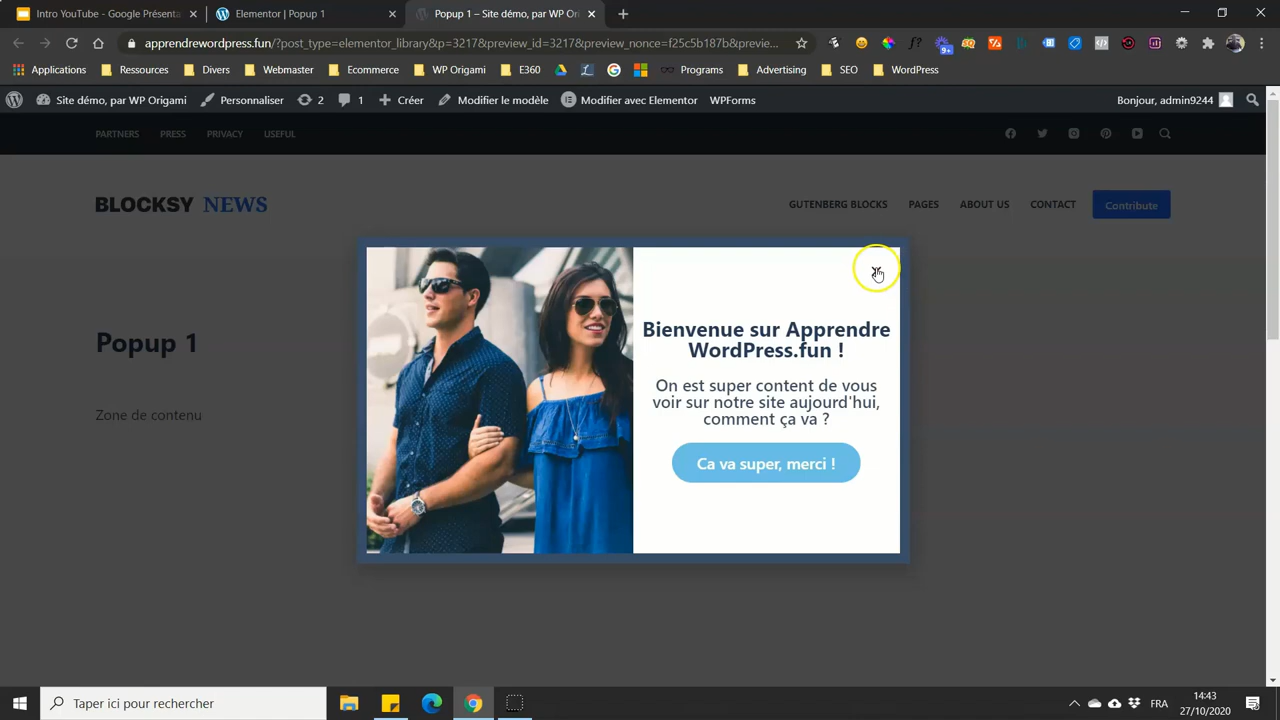 Intro YouTube - Google Présenta
Elementor | Popup 1
Popup 1 – Site démo, par WP Ori
apprendrewordpress.fun/?post_type=elementor_library&p=3217&preview_id=3217&preview_nonce=f25c5b187b&previe...
Applications
Ressources
Divers
Webmaster
Ecommerce
WP Origami
E360
Programs
Advertising
SEO
WordPress
Site démo, par WP Origami
Personnaliser
2
1
Créer
Modifier le modèle
Modifier avec Elementor
WPForms
Bonjour, admin9244
PARTNERS
PRESS
PRIVACY
USEFUL
BLOCKSY NEWS
GUTENBERG BLOCKS
PAGES
ABOUT US
CONTACT
Contribute
Popup 1
Zone de contenu
Bienvenue sur Apprendre
WordPress.fun !
On est super content de vous
voir sur notre site aujourd'hui,
comment ça va ?
Ca va super, merci !
Taper ici pour rechercher
FRA
14:43
27/10/2020